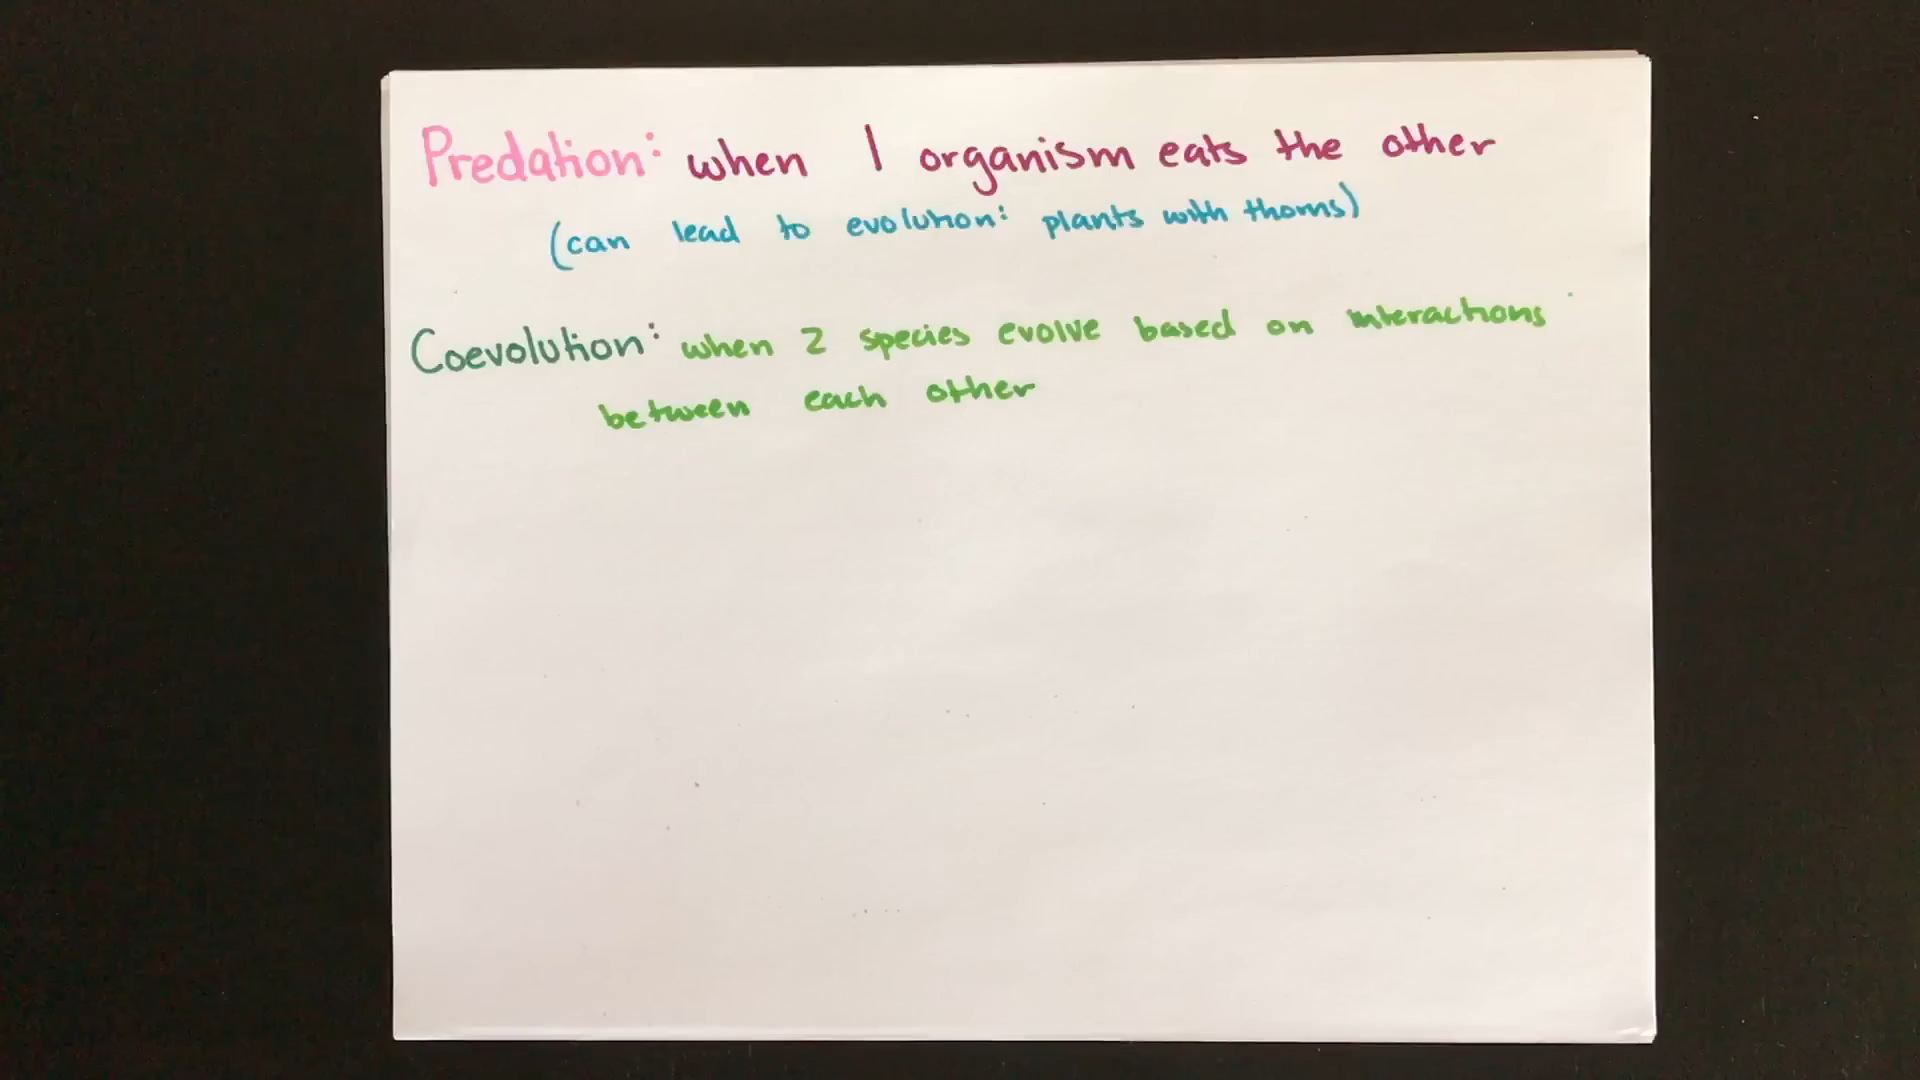 Predation: when 1 organism eats the other
(can lead to evolution: plants with thorns)
Coevolution: when 2 species evolve based on interactions
between each other